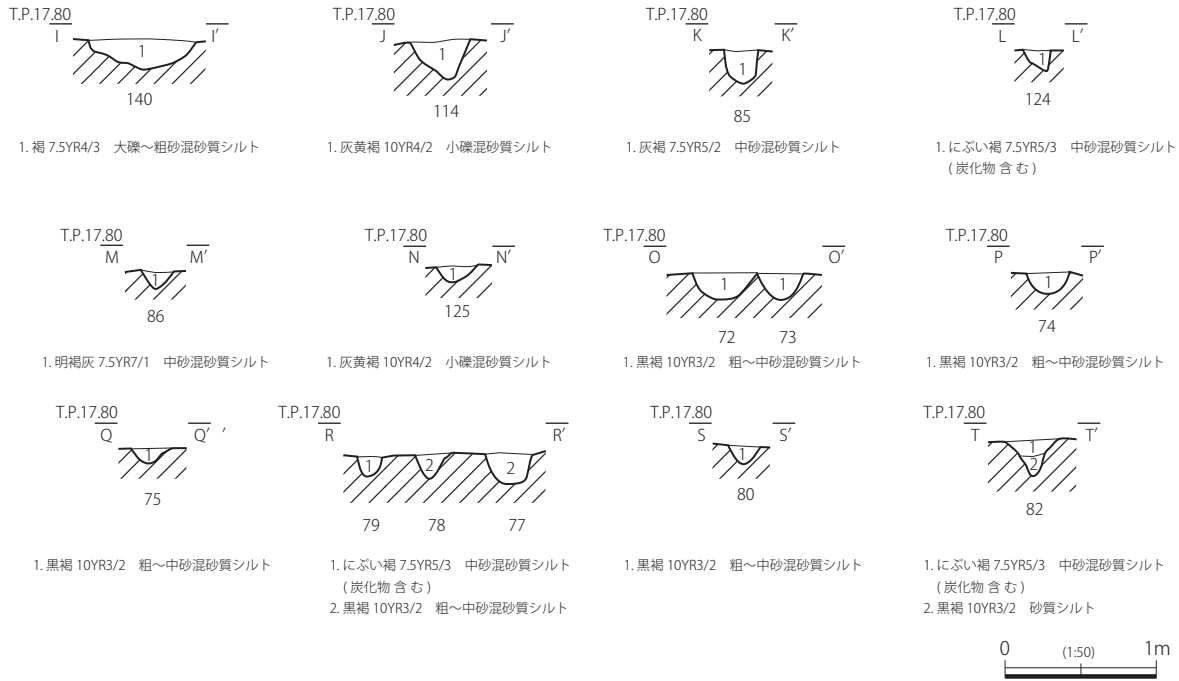 T.P.17.80
I I′
1
140
1. 褐 7.5YR4/3 大礫～粗砂混砂質シルト
T.P.17.80
J J′
1
114
1. 灰黄褐 10YR4/2 小礫混砂質シルト
T.P.17.80
K K′
1
85
1. 灰褐 7.5YR5/2 中砂混砂質シルト
T.P.17.80
L L′
1
124
1. にぶい褐 7.5YR5/3 中砂混砂質シルト
( 炭化物 含 む )
T.P.17.80
M M′
1
86
1. 明褐灰 7.5YR7/1 中砂混砂質シルト
T.P.17.80
N N′
1
125
1. 灰黄褐 10YR4/2 小礫混砂質シルト
T.P.17.80
O O′
1 1
72 73
1. 黒褐 10YR3/2 粗～中砂混砂質シルト
T.P.17.80
P P′
1
74
1. 黒褐 10YR3/2 粗～中砂混砂質シルト
T.P.17.80
Q Q′ ′
1
75
1. 黒褐 10YR3/2 粗～中砂混砂質シルト
T.P.17.80
R R′
1 2 2
79 78 77
1. にぶい褐 7.5YR5/3 中砂混砂質シルト
( 炭化物 含 む )
2. 黒褐 10YR3/2 粗～中砂混砂質シルト
T.P.17.80
S S′
1
80
1. 黒褐 10YR3/2 粗～中砂混砂質シルト
T.P.17.80
T T′
1
2
82
1. にぶい褐 7.5YR5/3 中砂混砂質シルト
( 炭化物 含 む )
2. 黒褐 10YR3/2 砂質シルト
0 (1:50) 1m